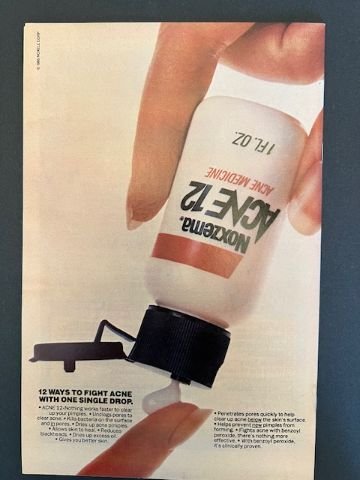 1 FL. OZ.
ACNE MEDICINE
ACNE 12
Noxzema®
12 WAYS TO FIGHT ACNE
WITH ONE SINGLE DROP.
• ACNE 12-Nothing works faster to clear
up your pimples. • Unclogs pores to
clear acne. • Kills bacteria on the surface
and in pores. • Dries up acne pimples.
• Allows skin to heal. • Reduces
blackheads. • Dries up excess oil.
• Gives you better skin.
• Penetrates pores quickly to help
clear up acne below the skin's surface.
• Helps prevent new pimples from
forming. • Fights acne with benzoyl
peroxide, there's nothing more
effective. • With benzoyl peroxide,
it's clinically proven.